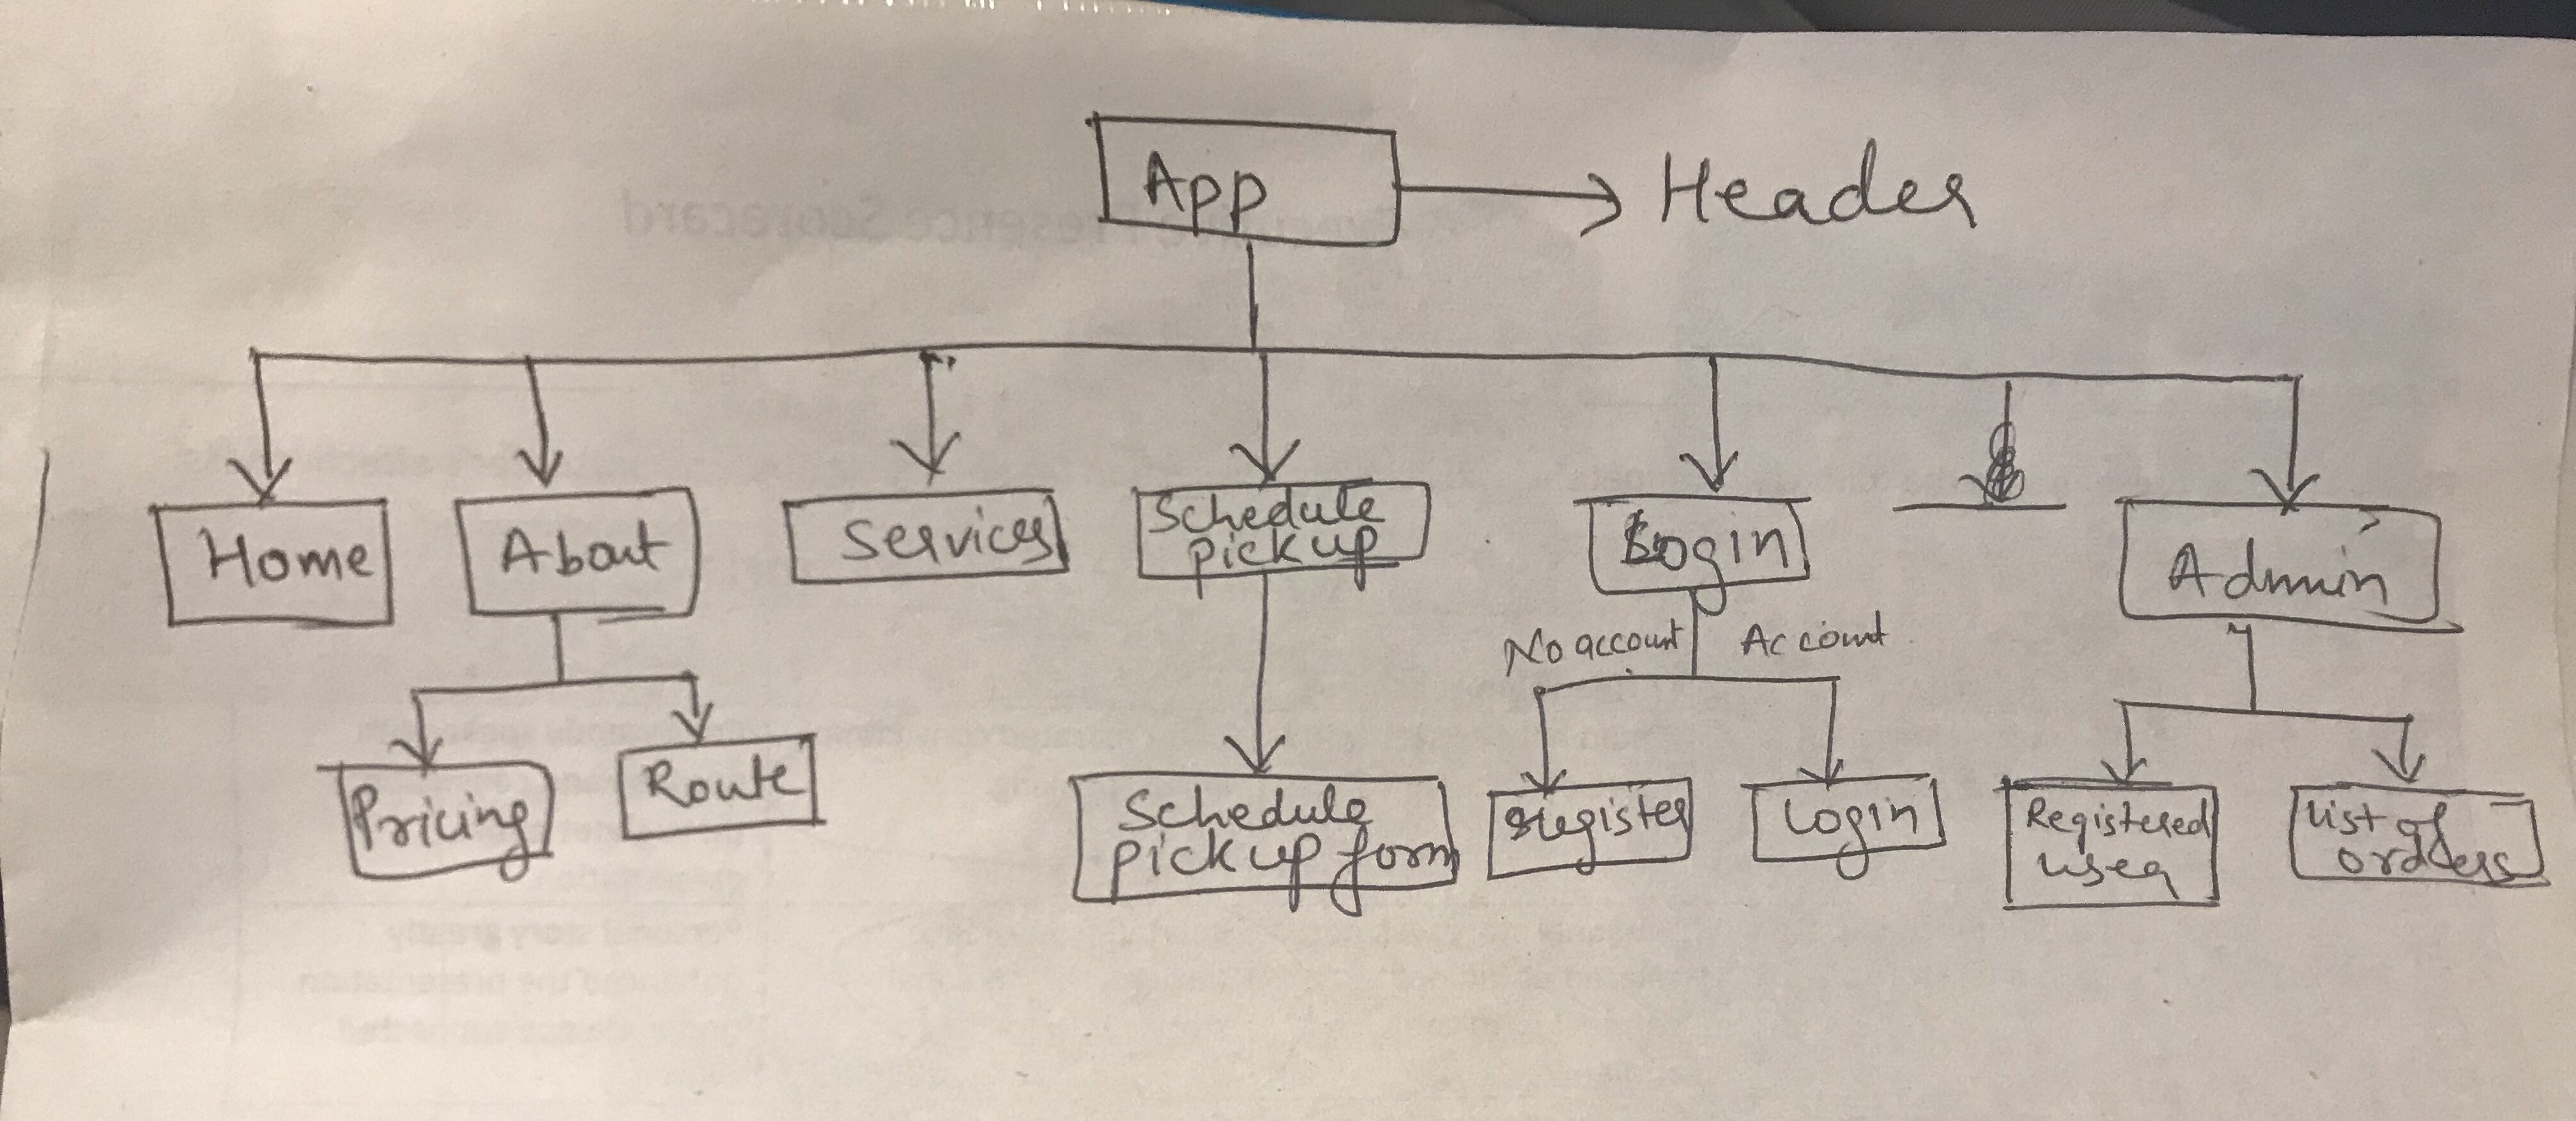 App
Header
Home
About
Services
Schedule
pickup
Login
Admin
No account
Account
Pricing
Route
Schedule
pickup form
Register
Login
Registered
user
List of
orders